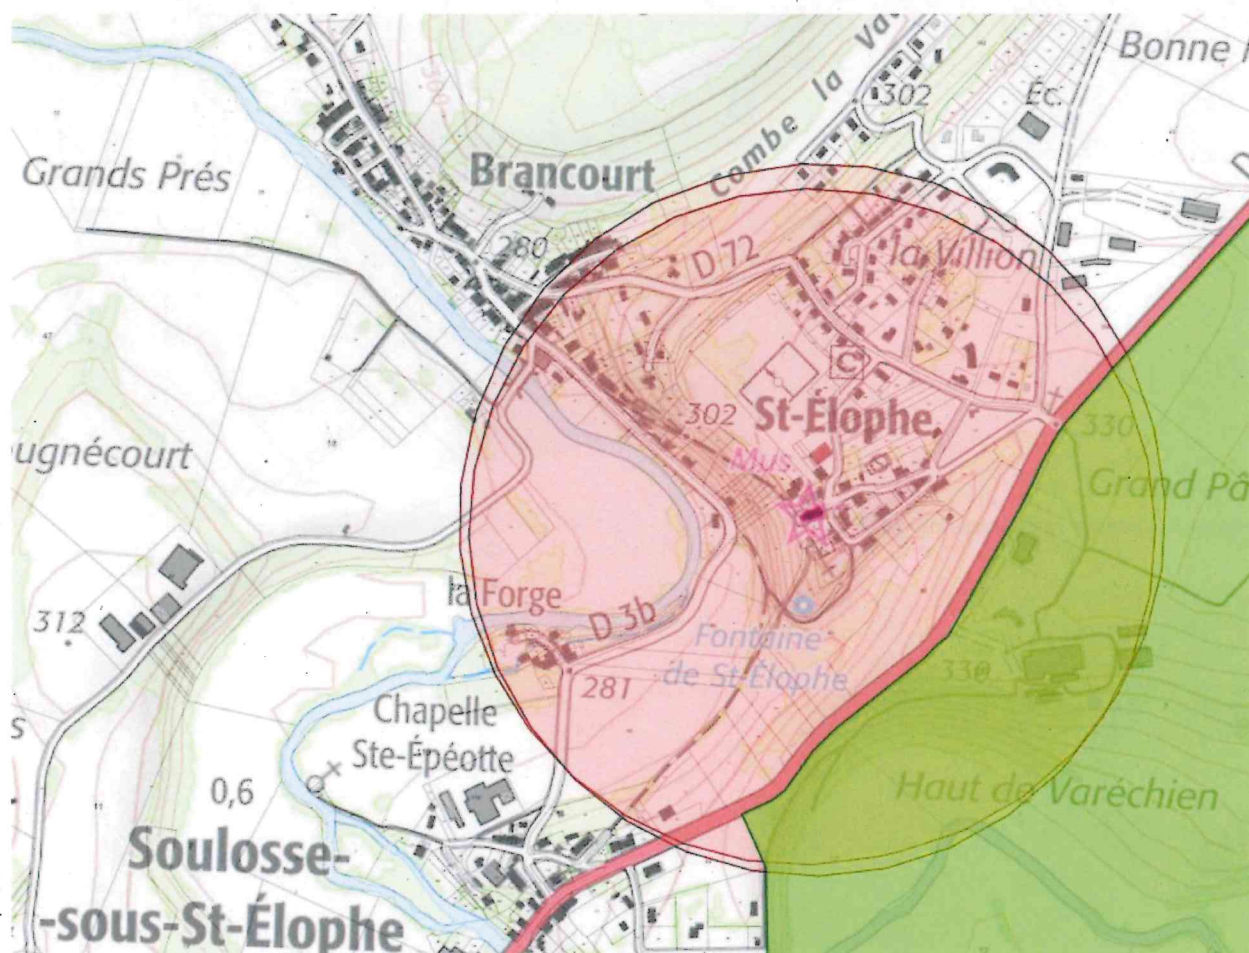 Bonne
Combe la
302
Éc.
Grands Prés
Brancourt
280
D 72
la Villion
C
302
St-Élophe
330
Mus
ugnécourt
Grand Pâ
la Forge
D 3b
312
Fontaine
de St-Élophe
330
281
Chapelle
Ste-Épéotte
s
0,6
Haut de Varéchien
Soulosse-
-sous-St-Élophe